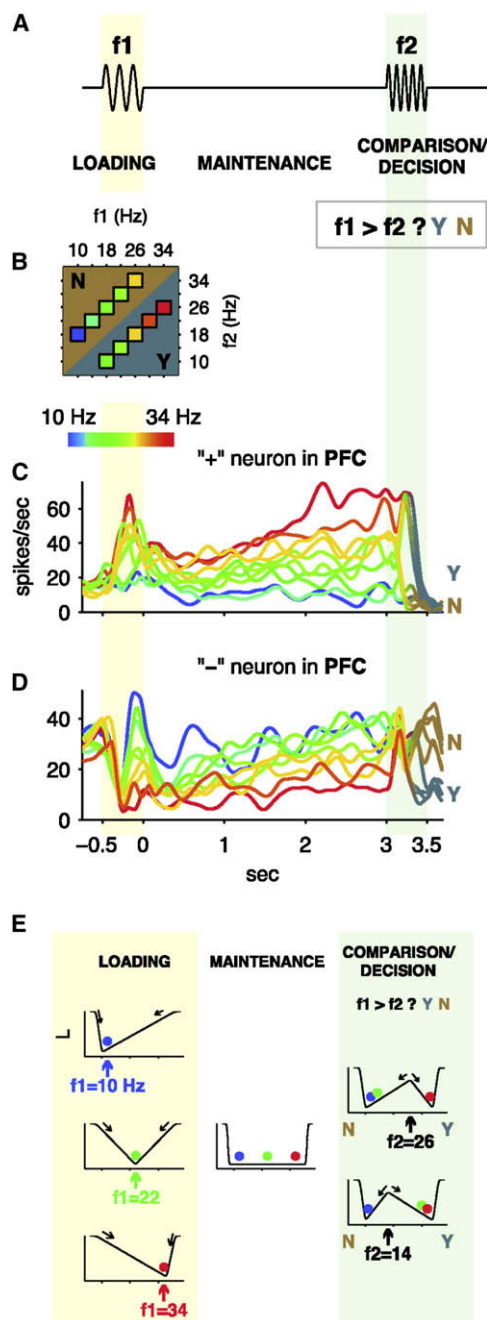 A
f1
f2
LOADING
MAINTENANCE
COMPARISON/
DECISION
f1 > f2 ? Y N
f1 (Hz)
10 18 26 34
B
N
Y
34
26
18
10
f2 (Hz)
10 Hz
34 Hz
C
"+" neuron in PFC
spikes/sec
60
40
20
0
Y
N
D
"−" neuron in PFC
40
20
0
N
Y
−0.5 0 1 2 3 3.5
sec
E
LOADING
MAINTENANCE
COMPARISON/
DECISION
f1 > f2 ? Y N
L
f1=10 Hz
f1=22
f1=34
N
Y
f2=26
N
Y
f2=14